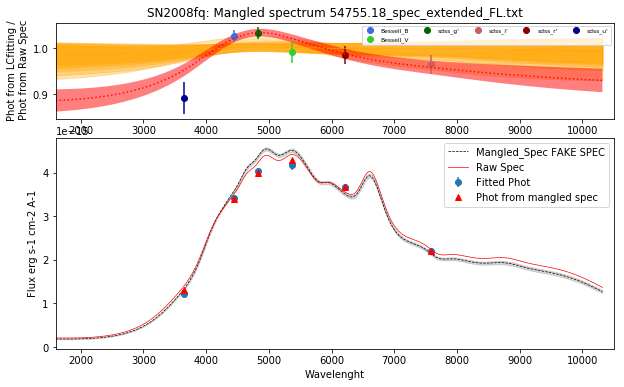 SN2008fq: Mangled spectrum 54755.18_spec_extended_FL.txt
Phot from LCfitting /
Phot from Raw Spec
1.0
0.9
Bessell_B
Bessell_V
sdss_g'
sdss_i'
sdss_r'
sdss_u'
2000 3000 4000 5000 6000 7000 8000 9000 10000
Flux erg s-1 cm-2 A-1
4
3
2
1
0
Mangled_Spec FAKE SPEC
Raw Spec
Fitted Phot
Phot from mangled spec
2000 3000 4000 5000 6000 7000 8000 9000 10000
Wavelenght